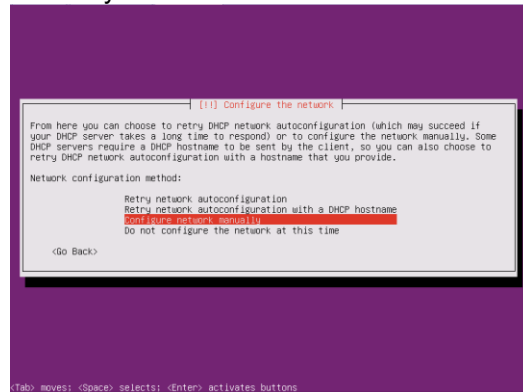 [!!] Configure the network
From here you can choose to retry DHCP network autoconfiguration (which may succeed if
your DHCP server takes a long time to respond) or to configure the network manually. Some
DHCP servers require a DHCP hostname to be sent by the client, so you can also choose to
retry DHCP network autoconfiguration with a hostname that you provide.
Network configuration method:
Retry network autoconfiguration
Retry network autoconfiguration with a DHCP hostname
Configure network manually
Do not configure the network at this time
<Go Back>
<Tab> moves; <Space> selects; <Enter> activates buttons